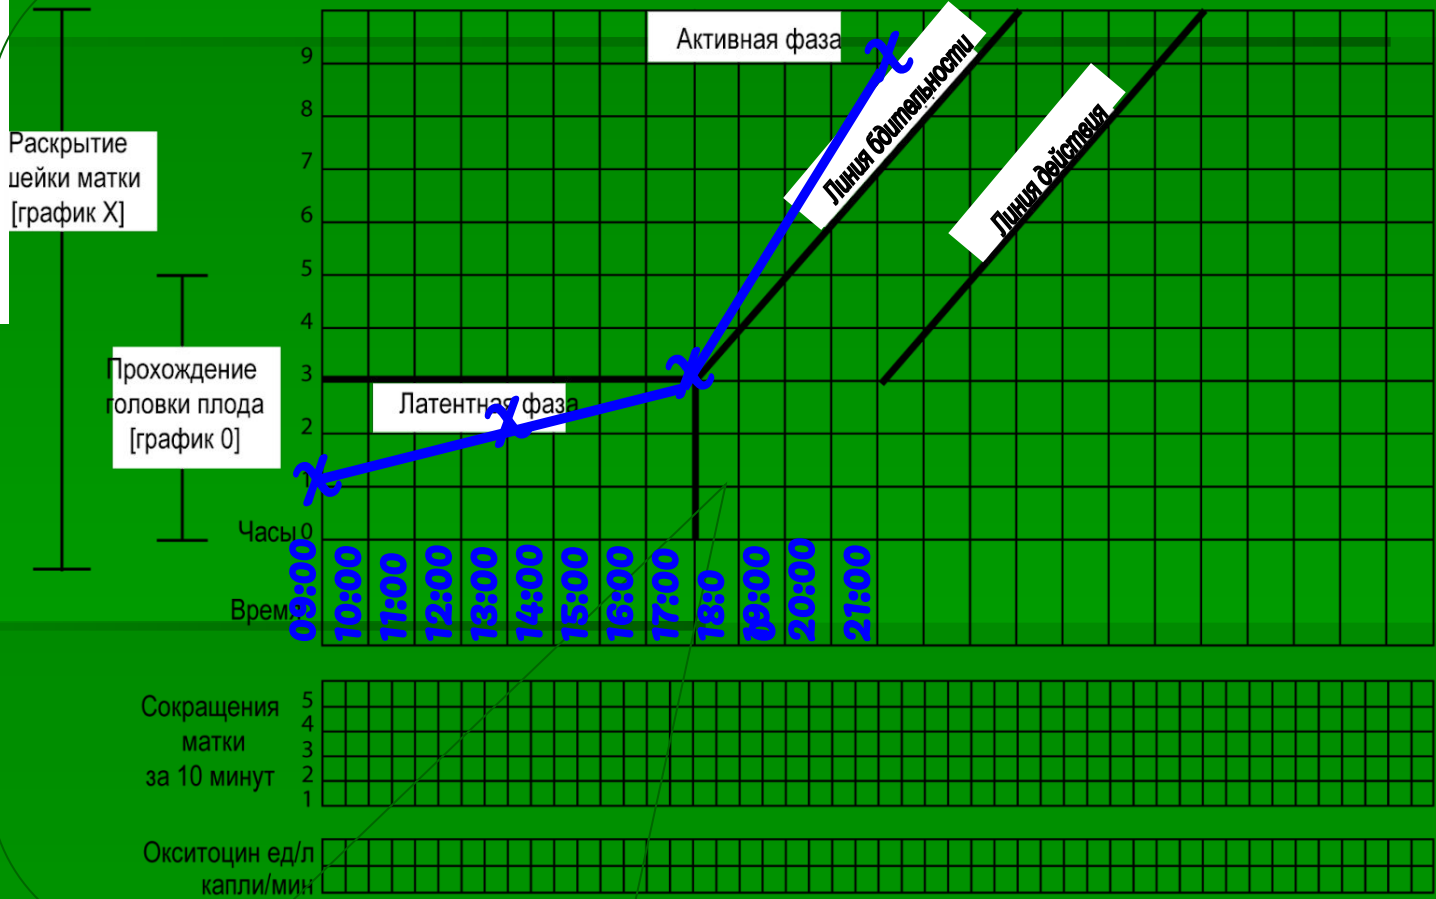 Активная фаза
9
8
7
6
5
4
3
2
1
Часы 0
Раскрытие
шейки матки
[график X]
Прохождение
головки плода
[график 0]
Линия бдительности
Линия действия
Латентная фаза
X
X
X
X
Время
09:00
10:00
11:00
12:00
13:00
14:00
15:00
16:00
17:00
18:0
19:00
0
20:00
21:00
Сокращения
матки
за 10 минут
5
4
3
2
1
Окситоцин ед/л
капли/мин